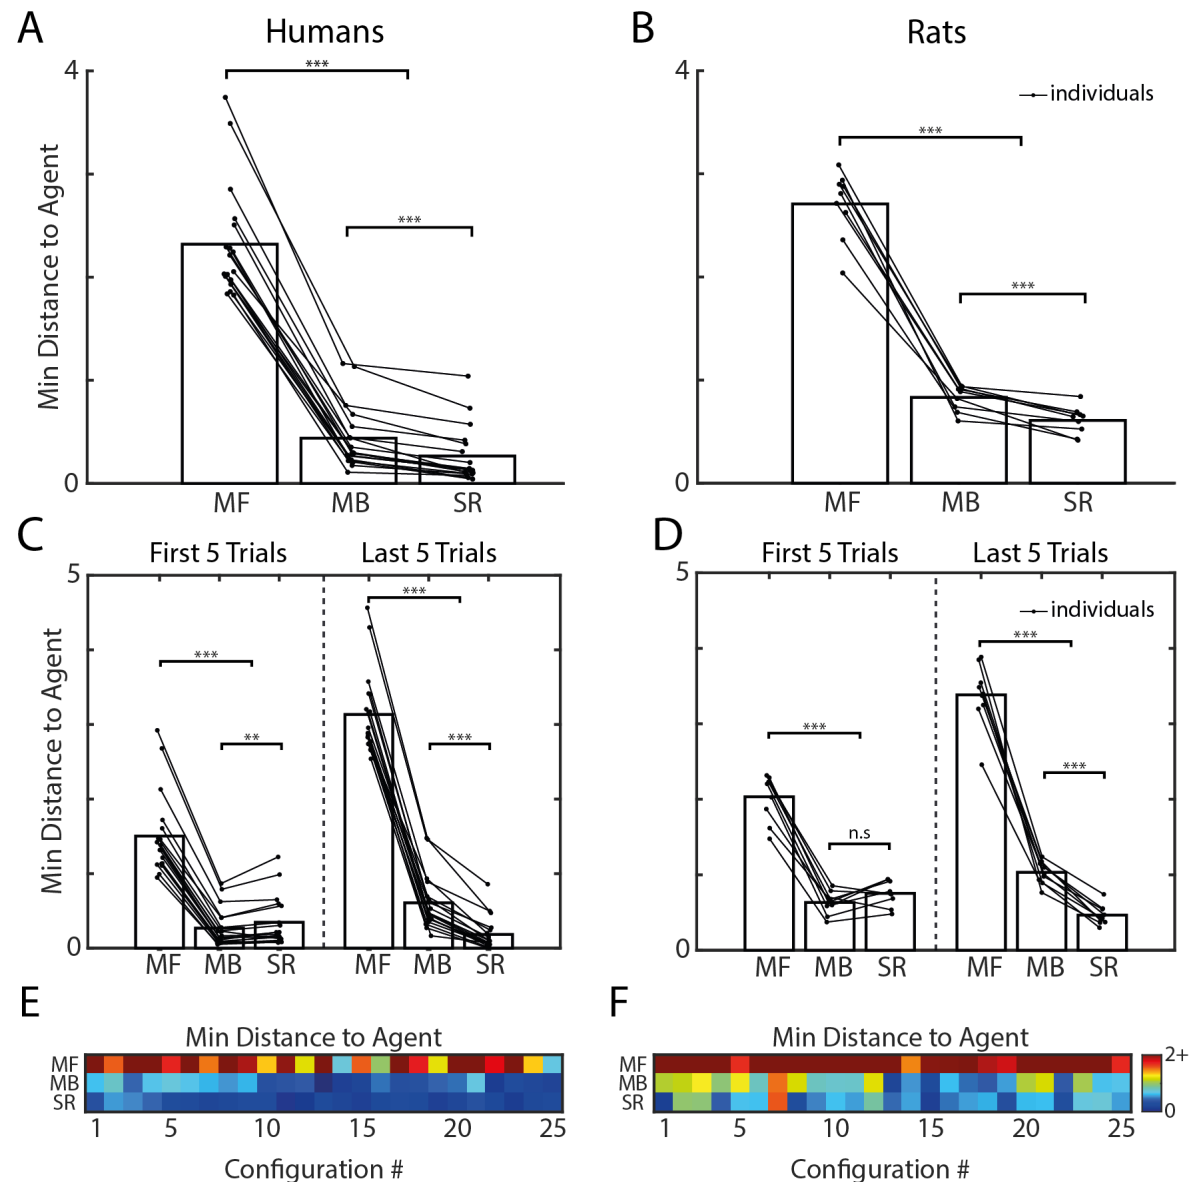 A
Humans
***
4
***
Min Distance to Agent
0
MF MB SR
B
Rats
4
individuals
***
***
0
MF MB SR
C
First 5 Trials Last 5 Trials
5
***
***
**
***
Min Distance to Agent
0
MF MB SR MF MB SR
D
First 5 Trials Last 5 Trials
5
individuals
***
***
***
n.s
0
MF MB SR MF MB SR
E
Min Distance to Agent
MF
MB
SR
1 5 10 15 20 25
Configuration #
F
Min Distance to Agent
MF
MB
SR
2+
0
1 5 10 15 20 25
Configuration #